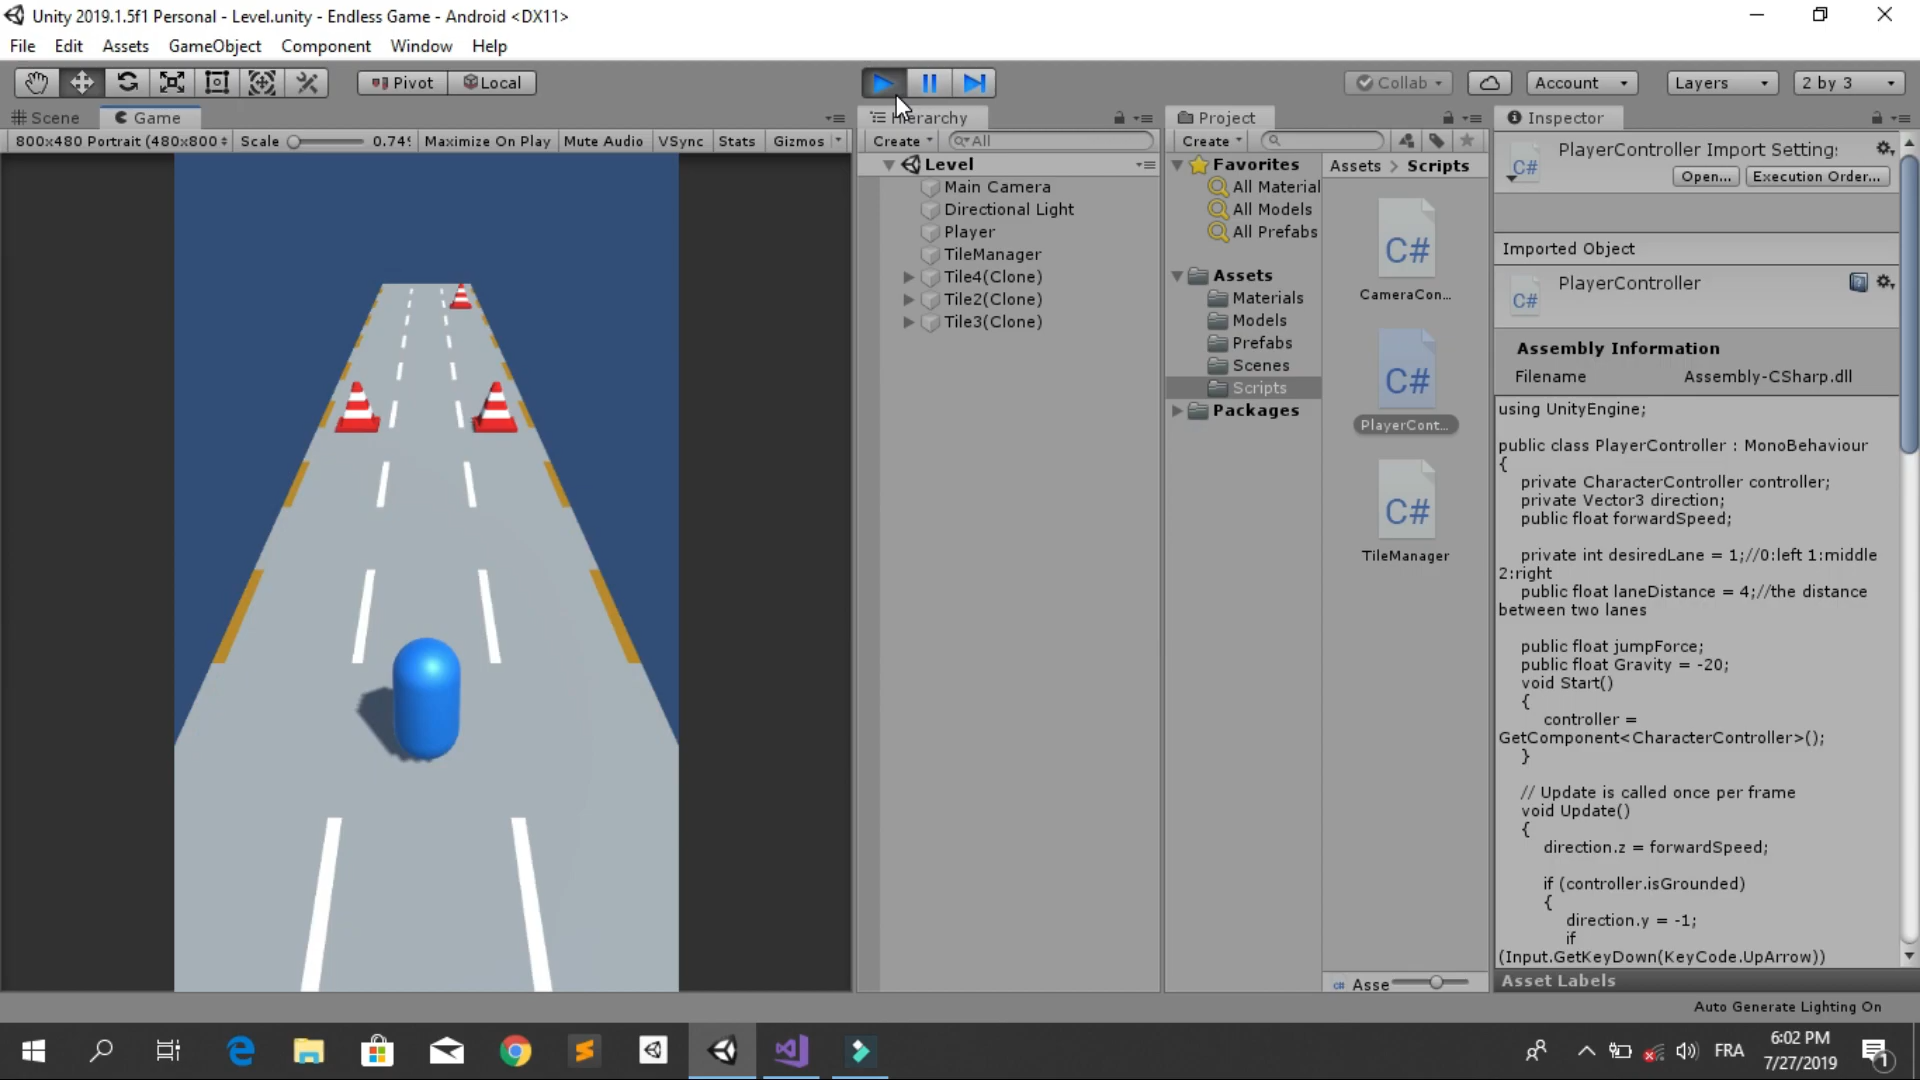 Unity 2019.1.5f1 Personal - Level.unity - Endless Game - Android <DX11>
File Edit Assets GameObject Component Window Help
Pivot Local Collab Account Layers 2 by 3
Scene Game
800x480 Portrait (480x800 Scale 0.74 Maximize On Play Mute Audio VSync Stats Gizmos
Hierarchy
Create All
Level
Main Camera
Directional Light
Player
TileManager
Tile4(Clone)
Tile2(Clone)
Tile3(Clone)
Project
Create
Favorites
All Material
All Models
All Prefabs
Assets
Materials
Models
Prefabs
Scenes
Scripts
Packages
Assets > Scripts
C#
CameraCon...
C#
PlayerCont...
C#
TileManager
C# Asse
Inspector
C#
PlayerController Import Setting:
Open... Execution Order...
Imported Object
C#
PlayerController
Assembly Information
Filename Assembly-CSharp.dll
using UnityEngine;
public class PlayerController : MonoBehaviour
{
private CharacterController controller;
private Vector3 direction;
public float forwardSpeed;
private int desiredLane = 1;//0:left 1:middle
2:right
public float laneDistance = 4;//the distance
between two lanes
public float jumpForce;
public float Gravity = -20;
void Start()
{
controller =
GetComponent<CharacterController>();
}
// Update is called once per frame
void Update()
{
direction.z = forwardSpeed;
if (controller.isGrounded)
{
direction.y = -1;
if
(Input.GetKeyDown(KeyCode.UpArrow))
Asset Labels
Auto Generate Lighting On
FRA
6:02 PM
7/27/2019
1